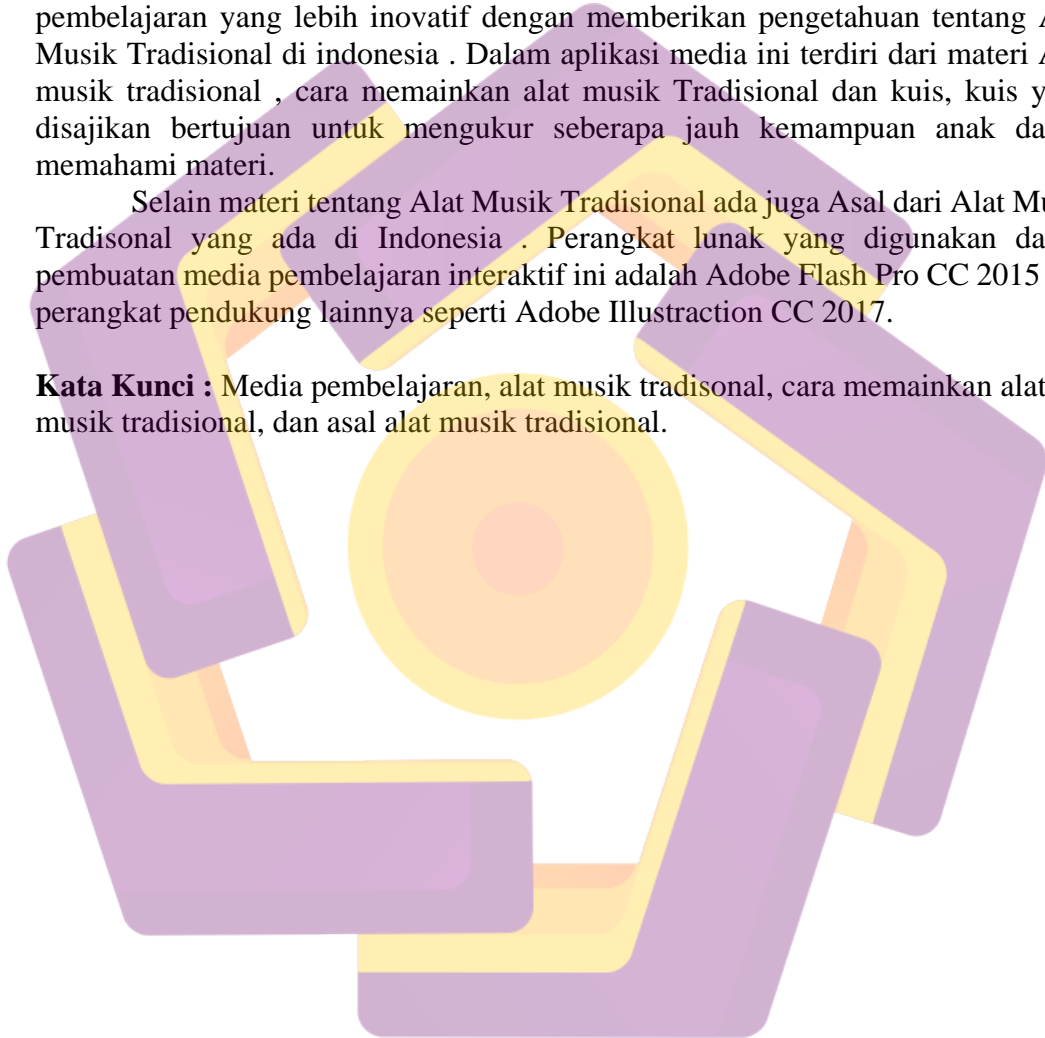 pembelajaran yang lebih inovatif dengan memberikan pengetahuan tentang
Musik Tradisional di indonesia . Dalam aplikasi media ini terdiri dari materi
musik tradisional , cara memainkan alat musik Tradisional dan kuis, kuis
disajikan bertujuan untuk mengukur seberapa jauh kemampuan anak
memahami materi.
Selain materi tentang Alat Musik Tradisional ada juga Asal dari Alat
Tradisonal yang ada di Indonesia . Perangkat lunak yang digunakan
pembuatan media pembelajaran interaktif ini adalah Adobe Flash Pro CC 2015
perangkat pendukung lainnya seperti Adobe Illustraction CC 2017.
Kata Kunci : Media pembelajaran, alat musik tradisonal, cara memainkan alat
musik tradisional, dan asal alat musik tradisional.